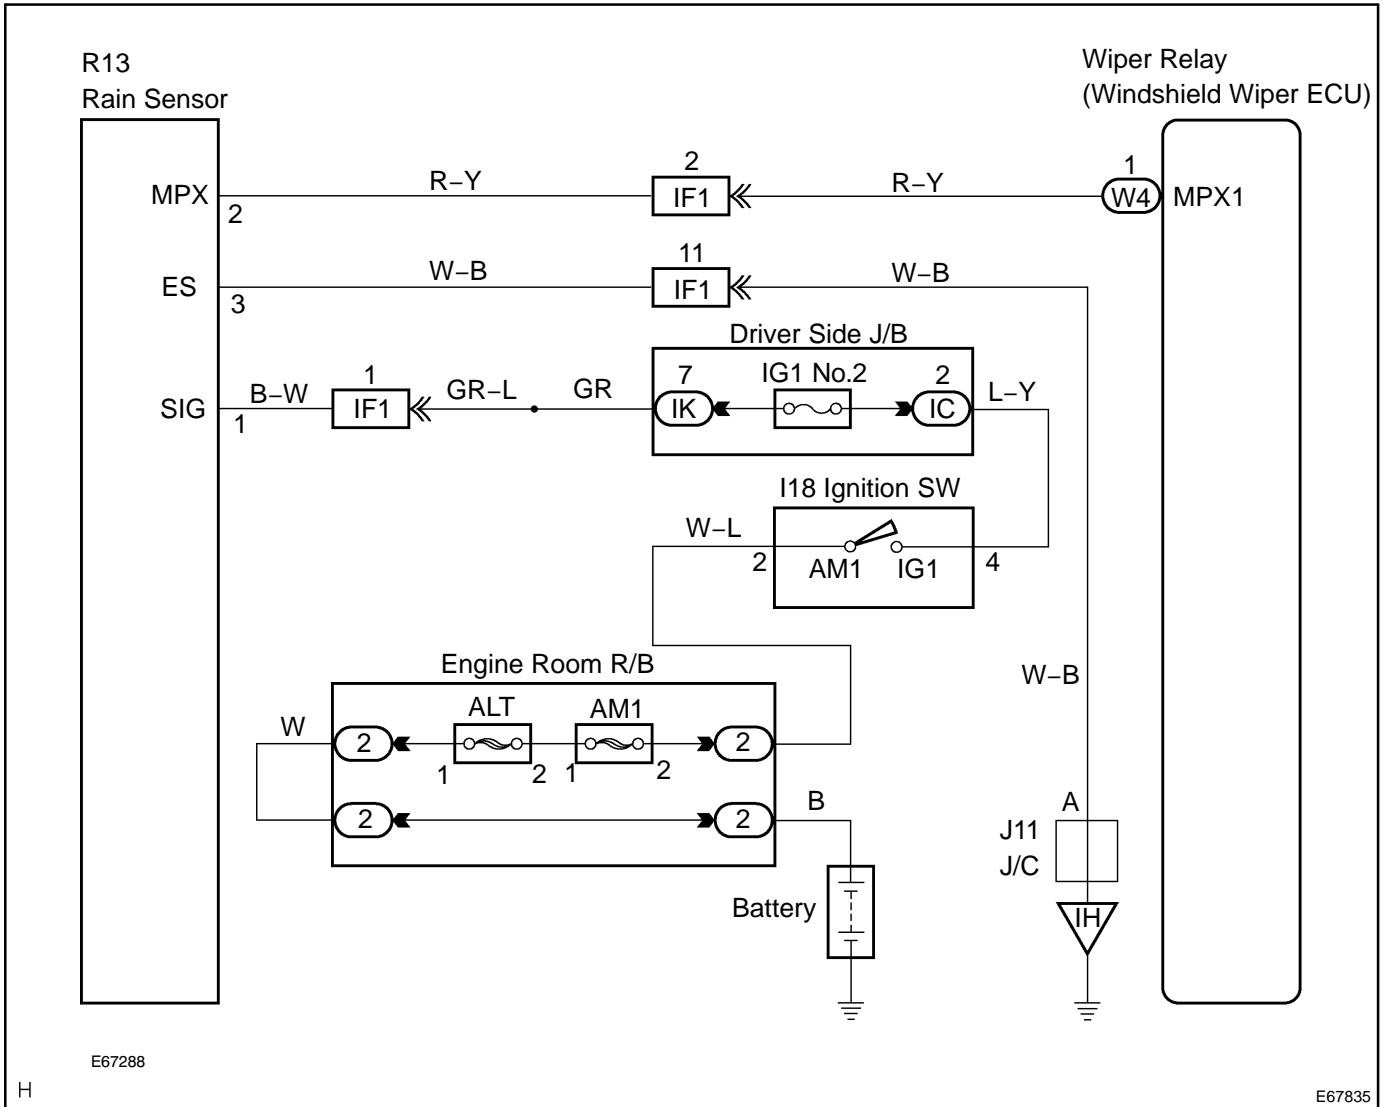 R13
Rain Sensor
Wiper Relay
(Windshield Wiper ECU)
MPX
2
R–Y
2
IF1
R–Y
1
W4
MPX1
ES
3
W–B
11
IF1
W–B
Driver Side J/B
SIG
1
B–W
1
IF1
GR–L
GR
7
IK
IG1 No.2
2
IC
L–Y
I18 Ignition SW
W–L
2
AM1
IG1
4
Engine Room R/B
W–B
W
2
ALT
1
2
AM1
1
2
2
2
2
B
Battery
A
J11
J/C
IH
E67288
H
E67835